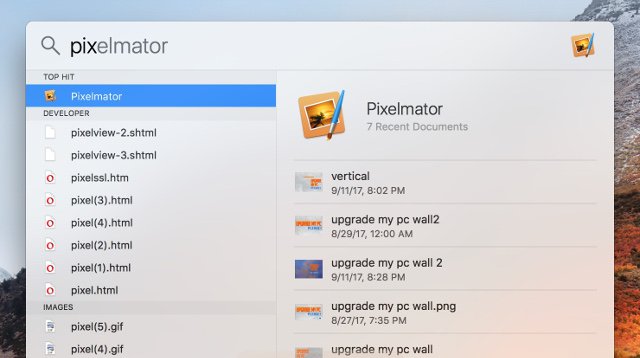 pixelmator
TOP HIT
Pixelmator
DEVELOPER
pixelview-2.shtml
pixelview-3.shtml
pixelssl.htm
pixel(3).html
pixel(4).html
pixel(2).html
pixel(1).html
pixel.html
IMAGES
pixel(5).gif
pixel(4).gif
Pixelmator
7 Recent Documents
vertical
9/11/17, 8:02 PM
upgrade my pc wall2
8/29/17, 12:00 AM
upgrade my pc wall 2
9/11/17, 8:28 PM
upgrade my pc wall.png
8/27/17, 7:35 PM
upgrade my pc wall